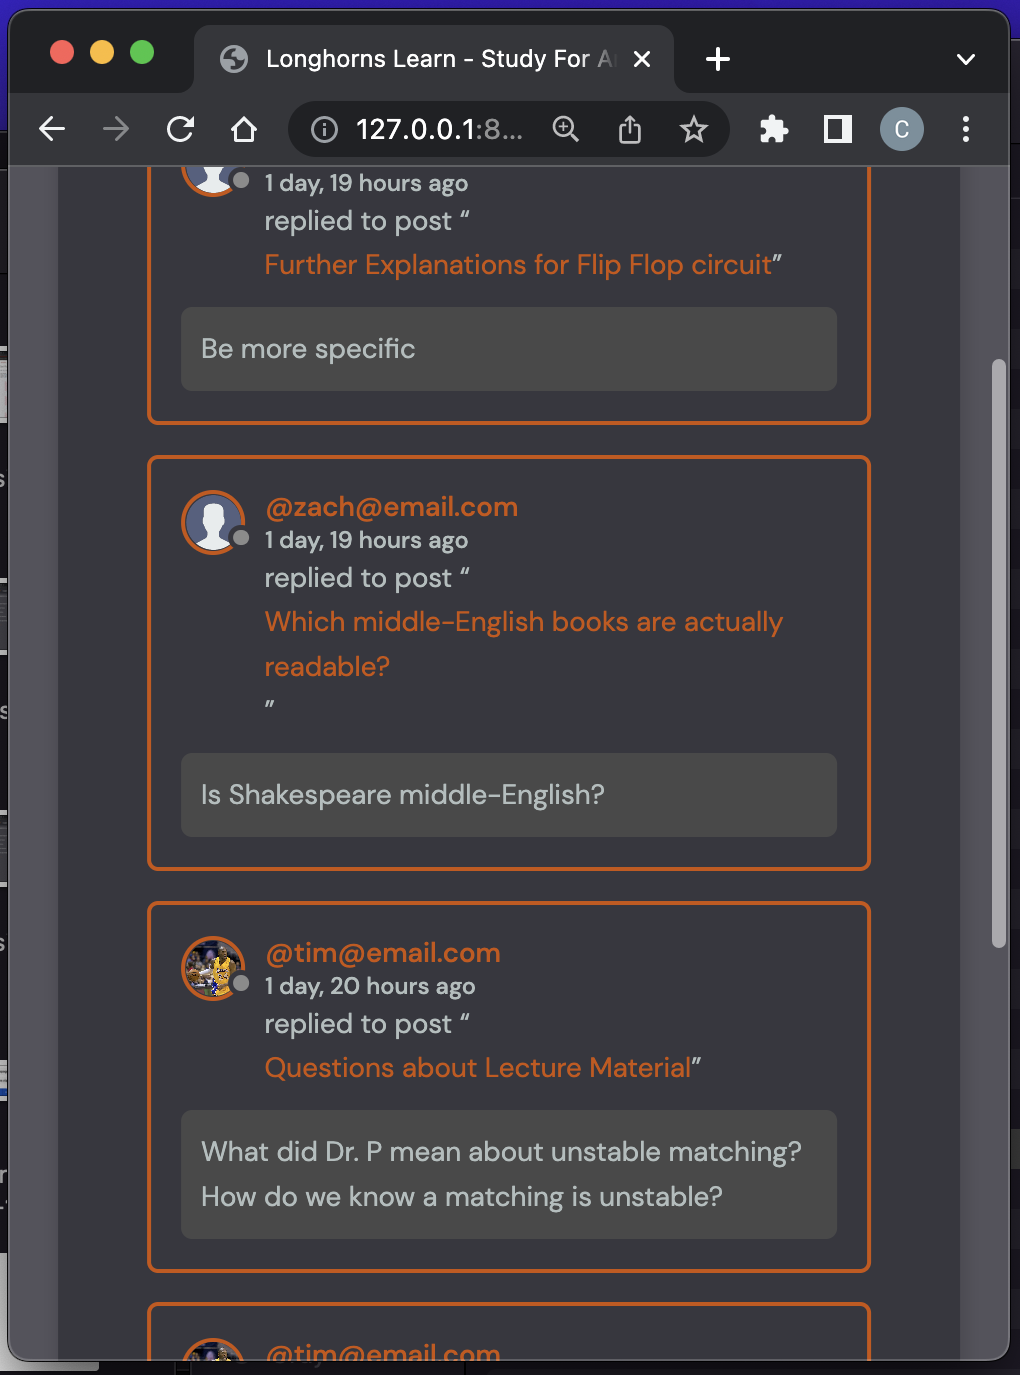 Longhorns Learn - Study For A
127.0.0.1:8...
C
1 day, 19 hours ago
replied to post “
Further Explanations for Flip Flop circuit”
Be more specific
@zach@email.com
1 day, 19 hours ago
replied to post “
Which middle-English books are actually
readable?
”
Is Shakespeare middle-English?
@tim@email.com
1 day, 20 hours ago
replied to post “
Questions about Lecture Material”
What did Dr. P mean about unstable matching?
How do we know a matching is unstable?
@tim@email.com